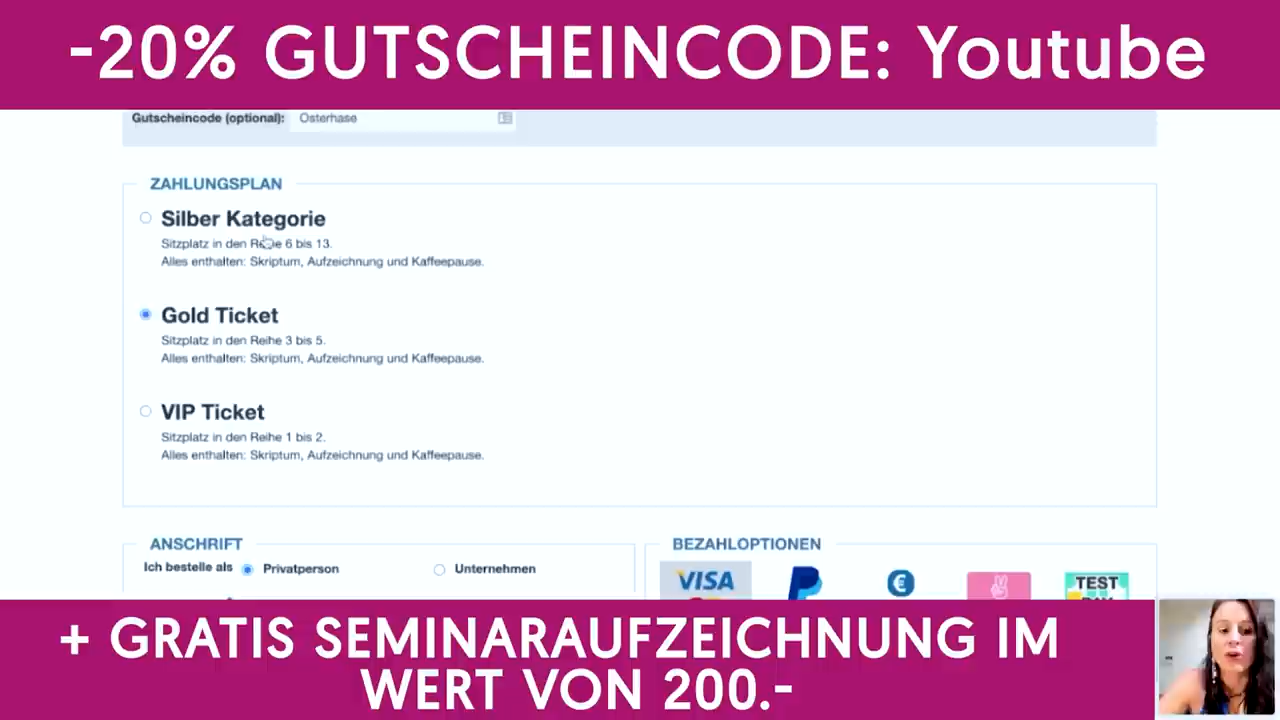 -20% GUTSCHEINCODE: Youtube
Gutscheincode (optional): Osterhase
ZAHLUNGSPLAN
Silber Kategorie
Sitzplatz in den Reihe 6 bis 13.
Alles enthalten: Skriptum, Aufzeichnung und Kaffeepause.
Gold Ticket
Sitzplatz in den Reihe 3 bis 5.
Alles enthalten: Skriptum, Aufzeichnung und Kaffeepause.
VIP Ticket
Sitzplatz in den Reihe 1 bis 2.
Alles enthalten: Skriptum, Aufzeichnung und Kaffeepause.
ANSCHRIFT
Ich bestelle als Privatperson Unternehmen
BEZAHLOPTIONEN
VISA
TEST
+ GRATIS SEMINARAUFZEICHNUNG IM
WERT VON 200.-